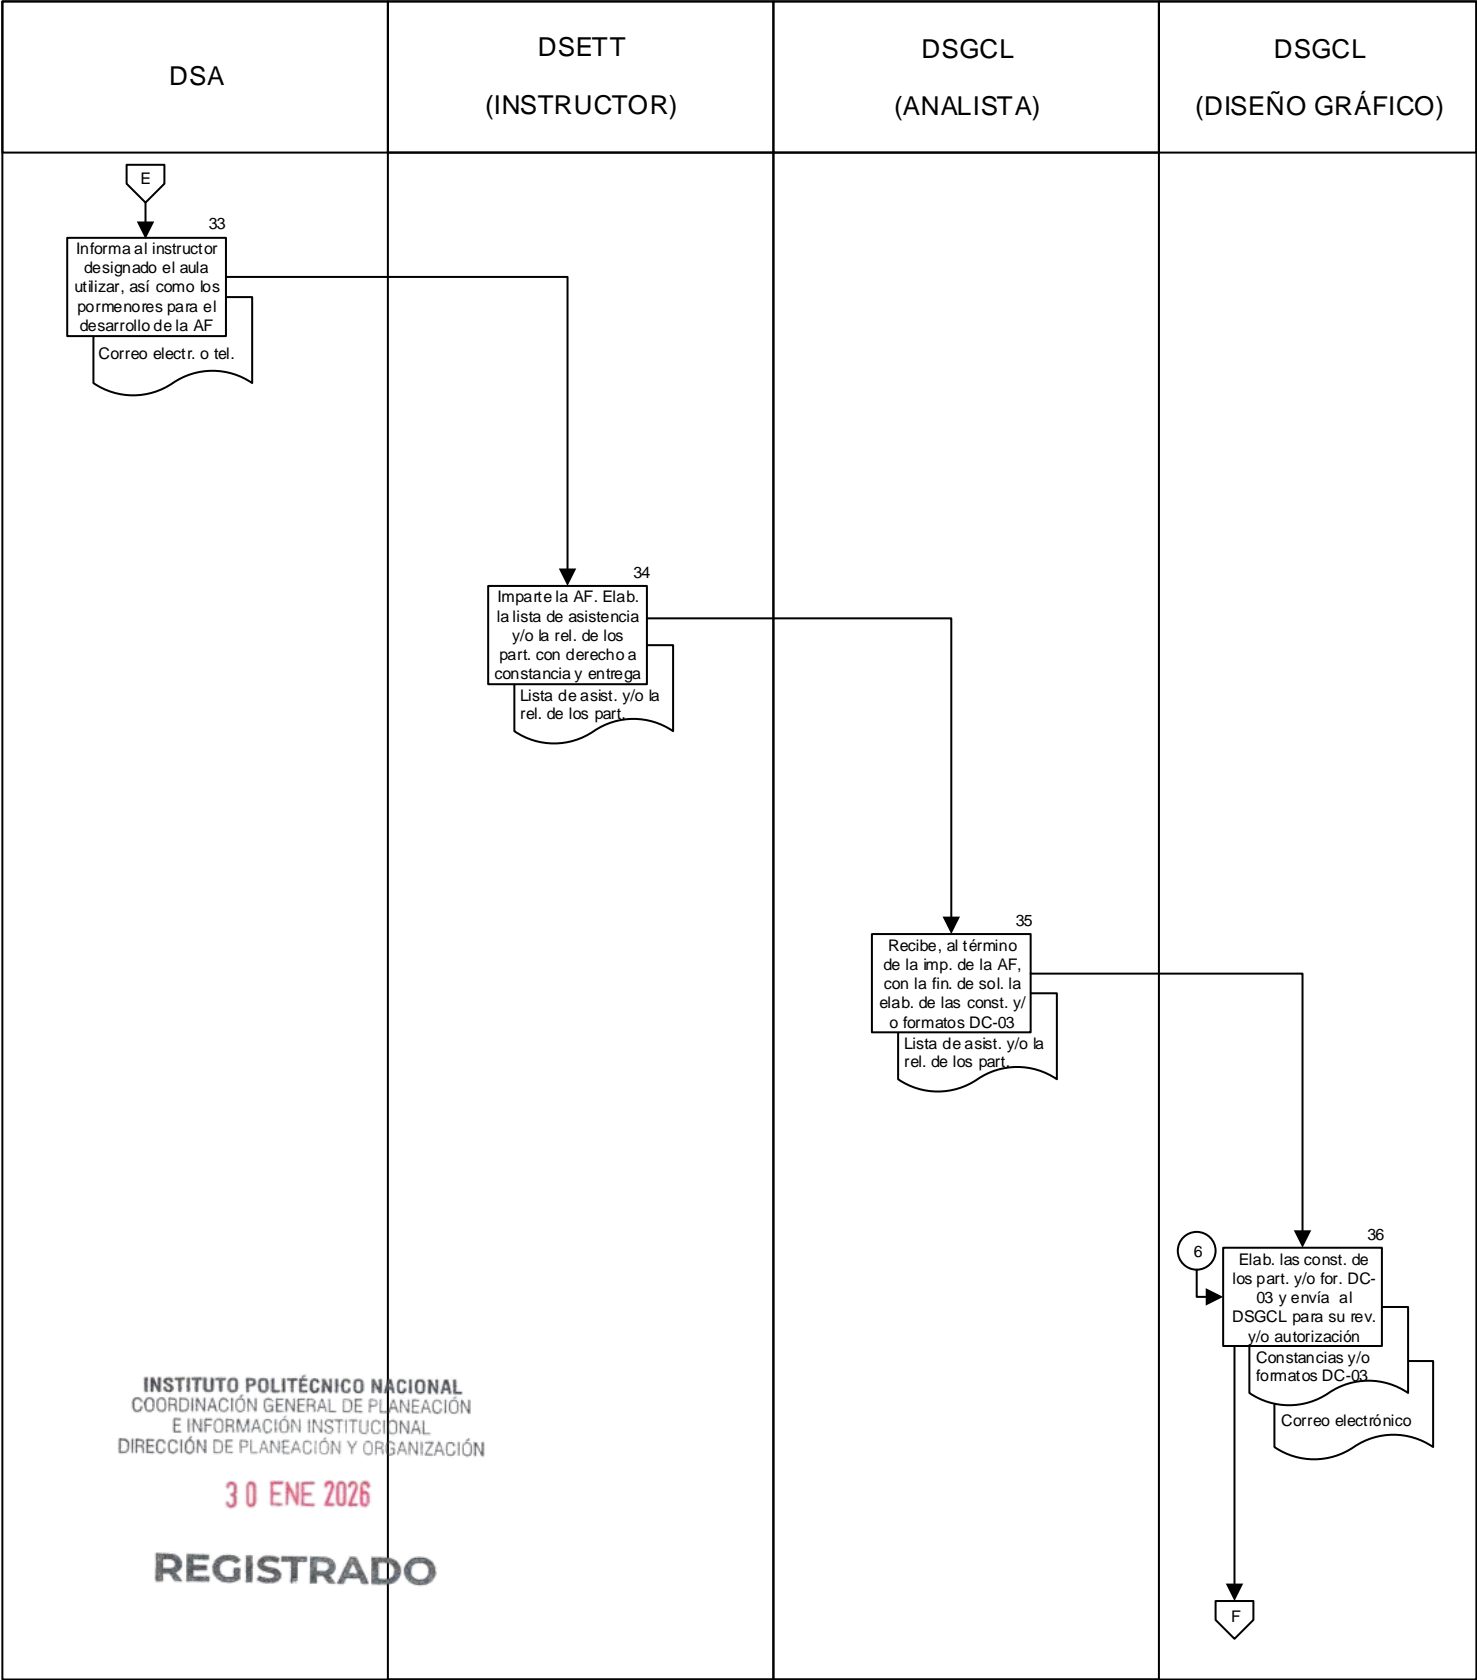 DSA
DSETT
(INSTRUCTOR)
DSGCL
(ANALISTA)
DSGCL
(DISEÑO GRÁFICO)
E
33
Informa al instructor
designado el aula
utilizar, así como los
pormenores para el
desarrollo de la AF
Correo electr. o tel.
34
Imparte la AF. Elab.
la lista de asistencia
y/o la rel. de los
part. con derecho a
constancia y entrega
Lista de asist. y/o la
rel. de los part.
35
Recibe, al término
de la imp. de la AF,
con la fin. de sol. la
elab. de las const. y/
o formatos DC-03
Lista de asist. y/o la
rel. de los part.
36
6
Elab. las const. de
los part. y/o for. DC-
03 y envía al
DSGCL para su rev.
y/o autorización
Constancias y/o
formatos DC-03
Correo electrónico
F
INSTITUTO POLITÉCNICO NACIONAL
COORDINACIÓN GENERAL DE PLANEACIÓN
E INFORMACIÓN INSTITUCIONAL
DIRECCIÓN DE PLANEACIÓN Y ORGANIZACIÓN
30 ENE 2026
REGISTRADO